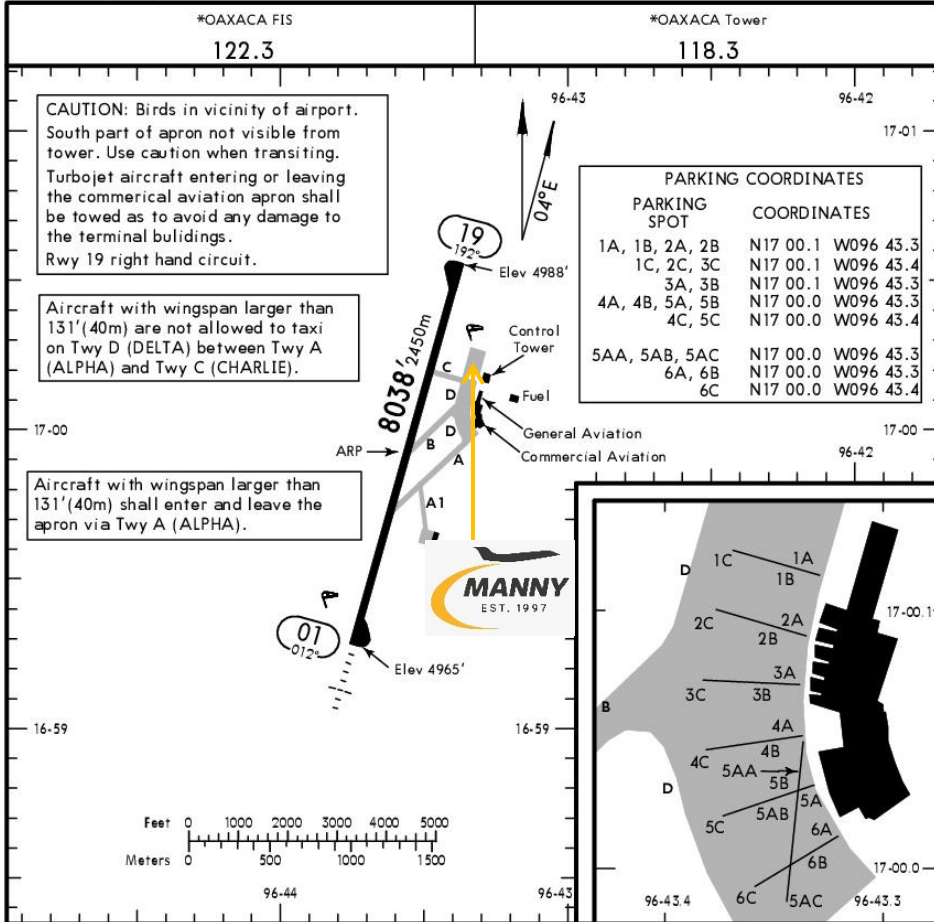 *OAXACA FIS
122.3
*OAXACA Tower
118.3
96-43
96-42
17-01
CAUTION: Birds in vicinity of airport.
South part of apron not visible from
tower. Use caution when transiting.
Turbojet aircraft entering or leaving
the commerical aviation apron shall
be towed as to avoid any damage to
the terminal bulidings.
Rwy 19 right hand circuit.
04°E
PARKING COORDINATES
PARKING SPOT COORDINATES
1A, 1B, 2A, 2B N17 00.1 W096 43.3
1C, 2C, 3C N17 00.1 W096 43.4
3A, 3B N17 00.1 W096 43.3
4A, 4B, 5A, 5B N17 00.0 W096 43.3
4C, 5C N17 00.0 W096 43.4
5AA, 5AB, 5AC N17 00.0 W096 43.3
6A, 6B N17 00.0 W096 43.3
6C N17 00.0 W096 43.4
19
192°
Elev 4988'
Aircraft with wingspan larger than
131'(40m) are not allowed to taxi
on Twy D (DELTA) between Twy A
(ALPHA) and Twy C (CHARLIE).
8038' 2450m
Control
Tower
C
D
Fuel
17-00
17-00
General Aviation
D
B
ARP
Commercial Aviation
A
96-42
Aircraft with wingspan larger than
131'(40m) shall enter and leave the
apron via Twy A (ALPHA).
A1
MANNY
EST. 1997
01
012°
Elev 4965'
16-59
Feet 0 1000 2000 3000 4000 5000
Meters 0 500 1000 1500
96-44
96-43
1C 1A
D 1B
17-00.1
2C 2A
2B
3A
3C 3B
B
4A
4C 4B
5AA 5B
D 5A
5C 5AB
6A
6B
17-00.0
6C 5AC
96-43.4
96-43.3